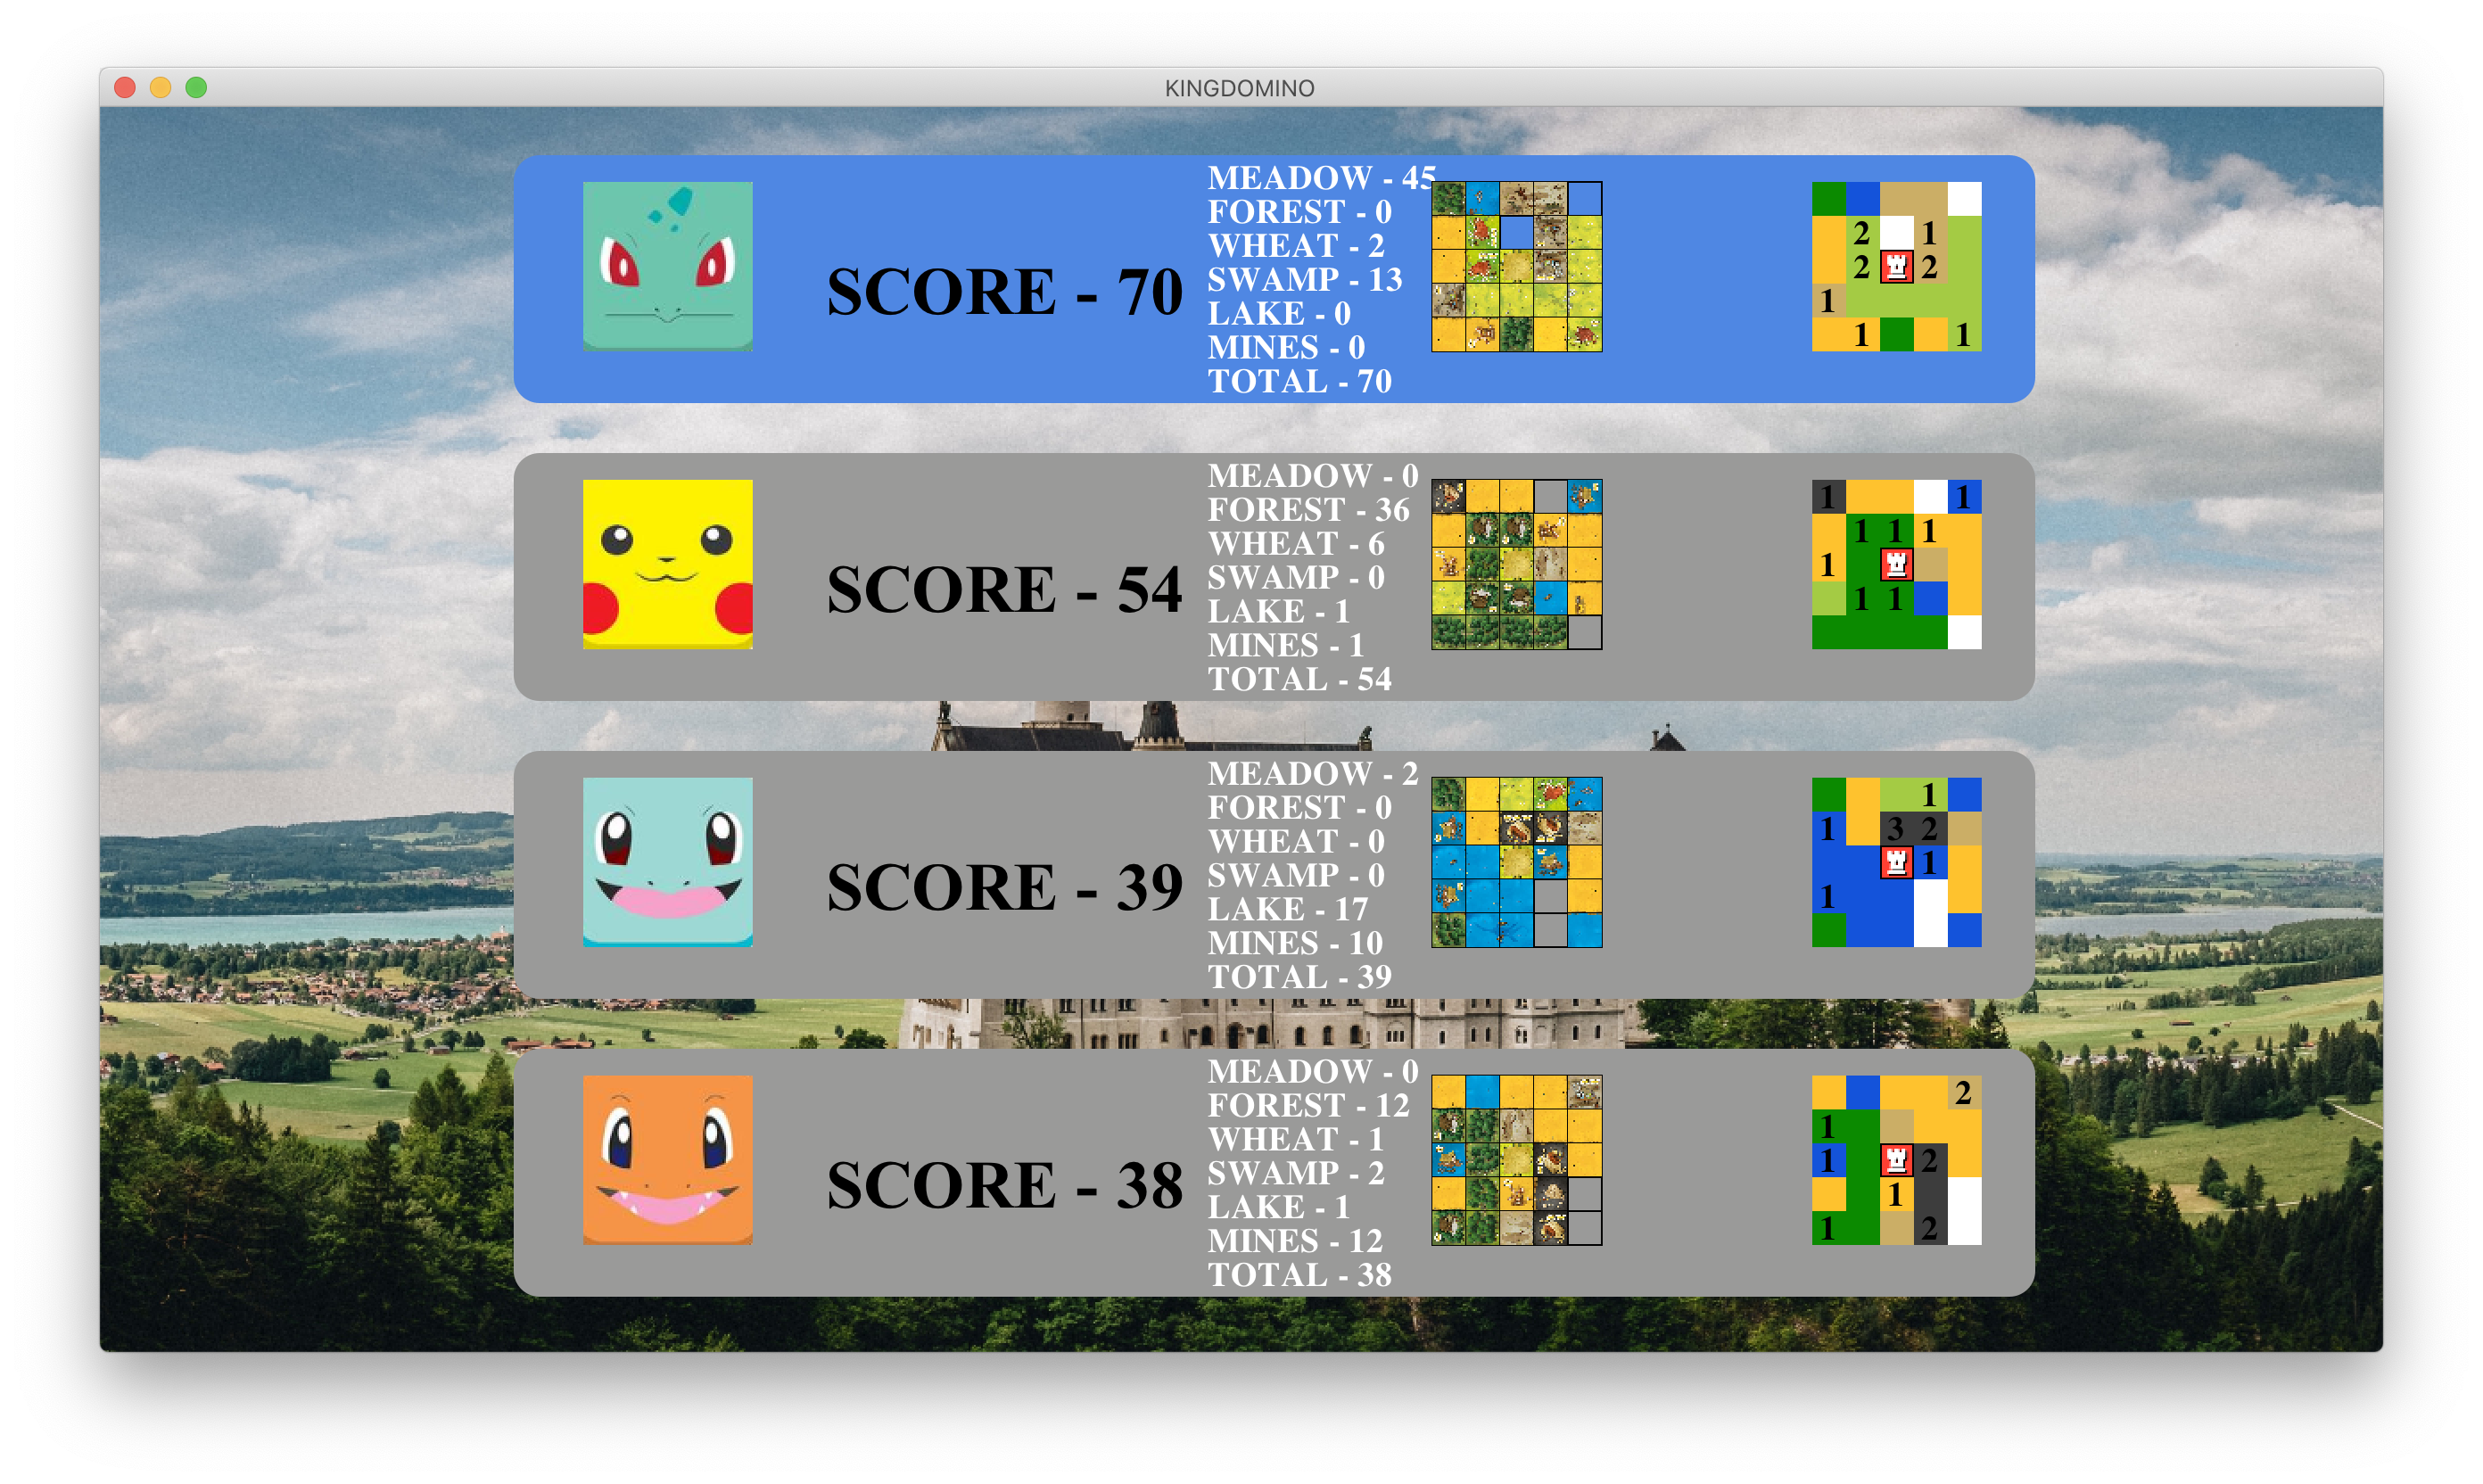 KINGDOMINO
SCORE - 70
MEADOW - 45
FOREST - 0
WHEAT - 2
SWAMP - 13
LAKE - 0
MINES - 0
TOTAL - 70
2 1
2 2
1
1 1
SCORE - 54
MEADOW - 0
FOREST - 36
WHEAT - 6
SWAMP - 0
LAKE - 1
MINES - 1
TOTAL - 54
1 1
1 1 1
1
1 1
SCORE - 39
MEADOW - 2
FOREST - 0
WHEAT - 0
SWAMP - 0
LAKE - 17
MINES - 10
TOTAL - 39
1
1 3 2
1
1
SCORE - 38
MEADOW - 0
FOREST - 12
WHEAT - 1
SWAMP - 2
LAKE - 1
MINES - 12
TOTAL - 38
2
1
1 2
1
1 2